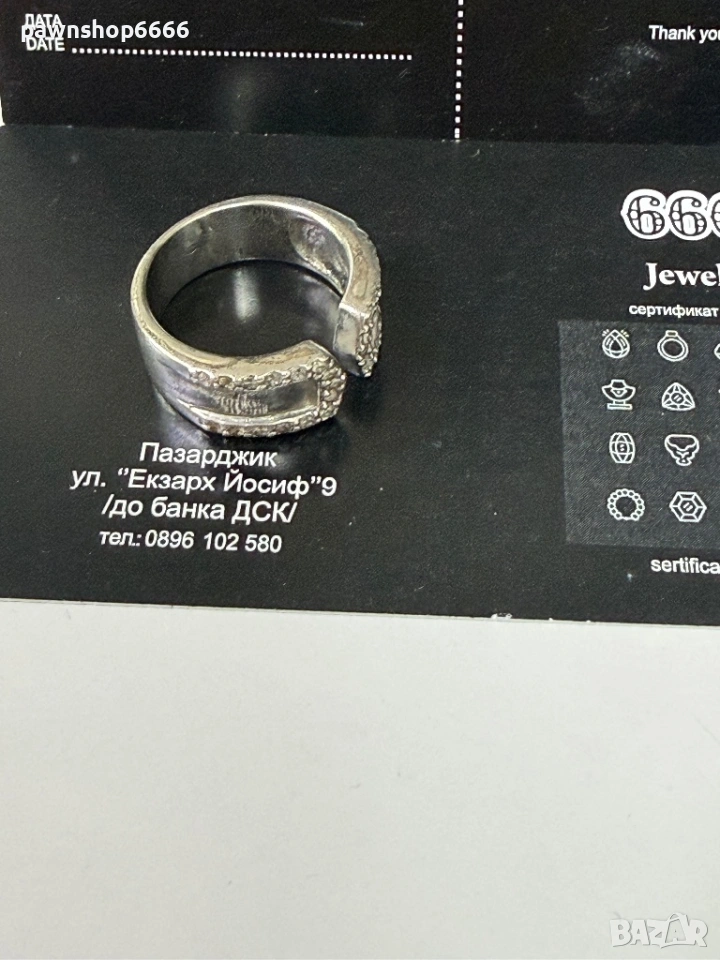 pawnshop6666
ДАТА
DATE
Thank you
666
Jewel
сертификат
Пазарджик
ул. ‘‘Екзарх Йосиф’’9
/до банка ДСК/
тел.: 0896 102 580
sertifica
BAZAR